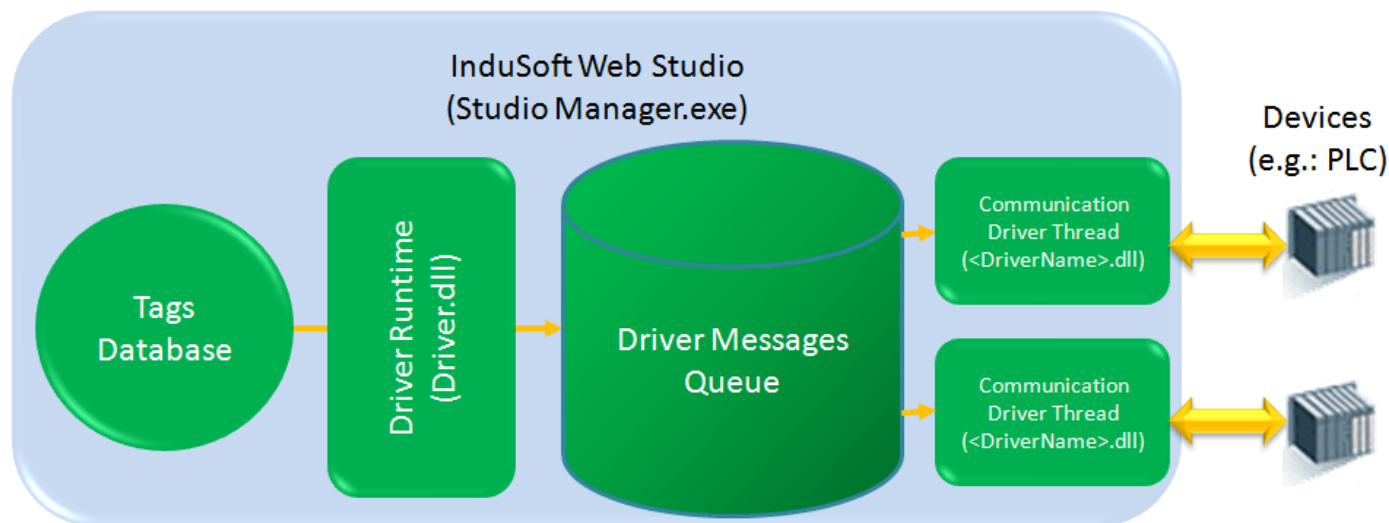 InduSoft Web Studio
(Studio Manager.exe)
Devices
(e.g.: PLC)
Tags
Database
Driver Runtime
(Driver.dll)
Driver Messages
Queue
Communication
Driver Thread
(<DriverName>.dll)
Communication
Driver Thread
(<DriverName>.dll)